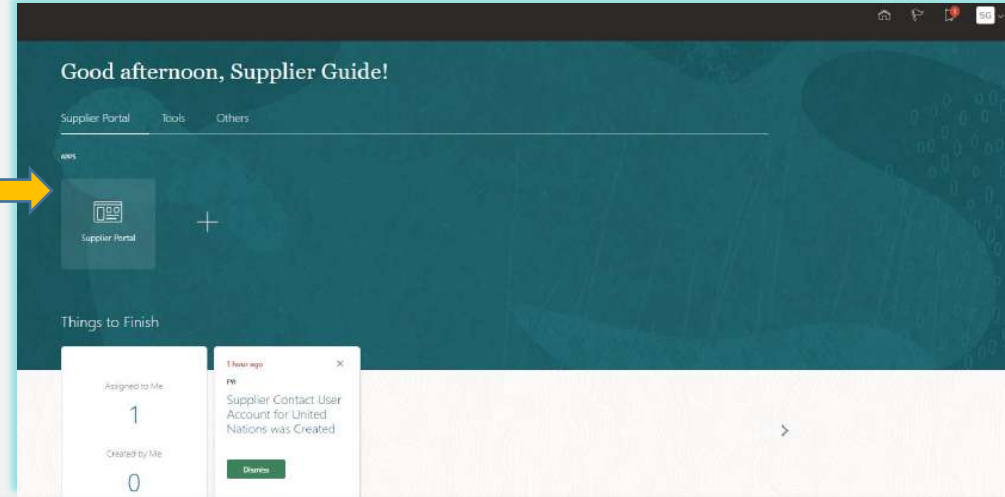 SG
Good afternoon, Supplier Guide!
Supplier Portal Tools Others
APPS
Supplier Portal
Things to Finish
Assigned to Me
1
Created by Me
0
1 hour ago
FYI
Supplier Contact User
Account for United
Nations was Created
Dismiss